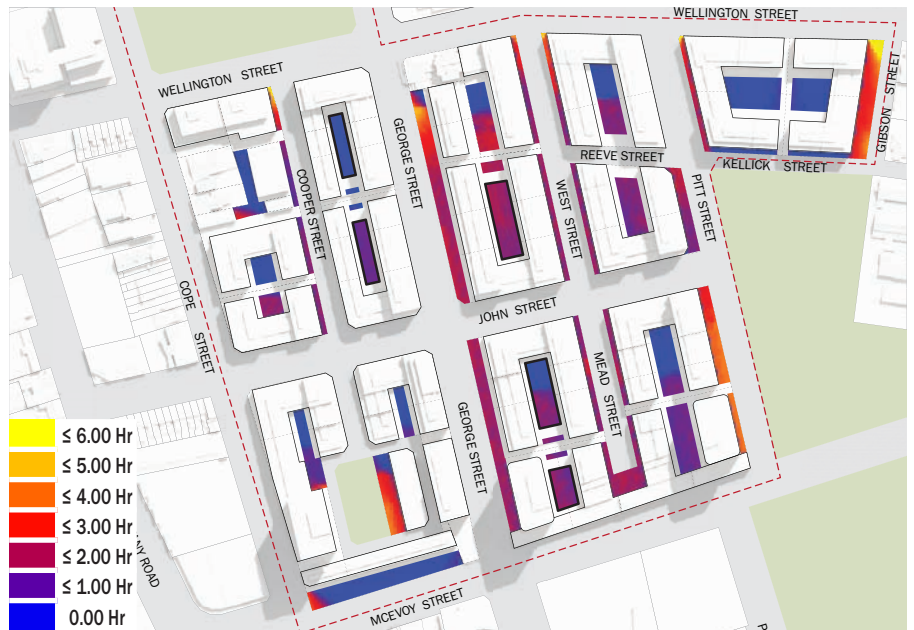 WELLINGTON STREET
WELLINGTON STREET
GIBSON STREET
GEORGE STREET
REEVE STREET
KELLICK STREET
COOPER STREET
WEST STREET
PITT STREET
COPE STREET
JOHN STREET
MEAD STREET
GEORGE STREET
≤ 6.00 Hr
≤ 5.00 Hr
≤ 4.00 Hr
≤ 3.00 Hr
≤ 2.00 Hr
≤ 1.00 Hr
0.00 Hr
ROAD
MCEVOY STREET